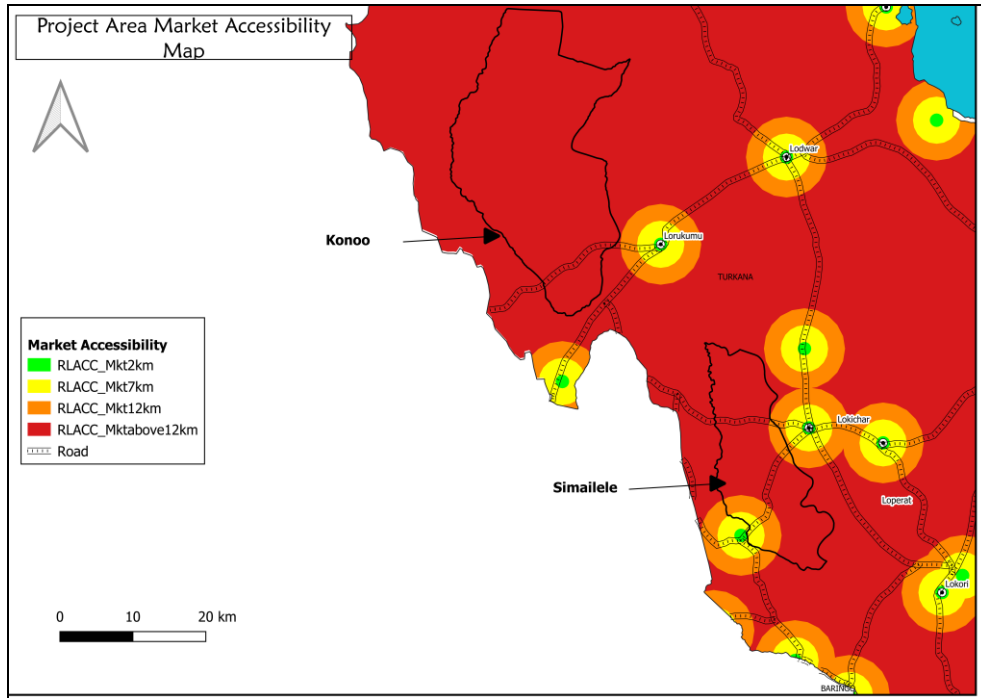 Project Area Market Accessibility
Map
Lodwar
Konoo
Lorukumu
TURKANA
Market Accessibility
RLACC_Mkt2km
RLACC_Mkt7km
RLACC_Mkt12km
RLACC_Mktabove12km
Road
Lokichar
Simailele
Loperat
Lokori
0 10 20 km
BARINGO